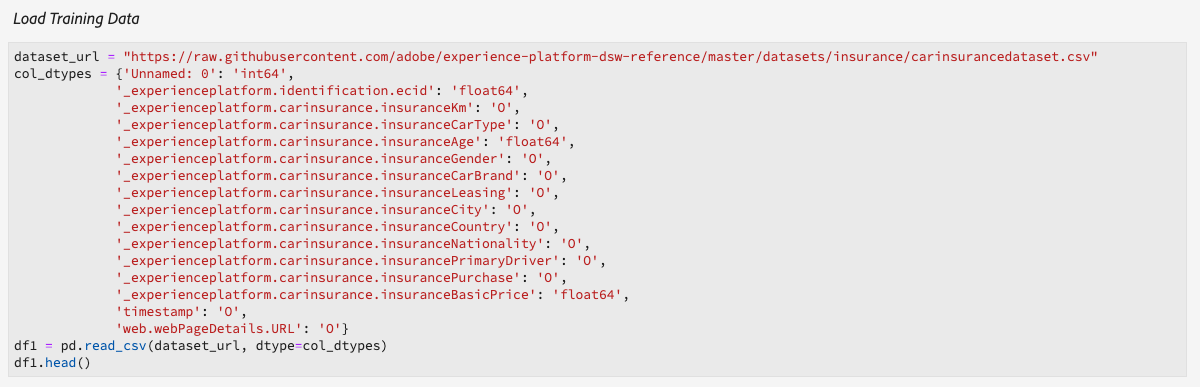 Load Training Data
dataset_url = "https://raw.githubusercontent.com/adobe/experience-platform-dsw-reference/master/datasets/insurance/carinsurancedataset.csv"
col_dtypes = {'Unnamed: 0': 'int64',
'_experienceplatform.identification.ecid': 'float64',
'_experienceplatform.carinsurance.insuranceKm': 'O',
'_experienceplatform.carinsurance.insuranceCarType': 'O',
'_experienceplatform.carinsurance.insuranceAge': 'float64',
'_experienceplatform.carinsurance.insuranceGender': 'O',
'_experienceplatform.carinsurance.insuranceCarBrand': 'O',
'_experienceplatform.carinsurance.insuranceLeasing': 'O',
'_experienceplatform.carinsurance.insuranceCity': 'O',
'_experienceplatform.carinsurance.insuranceCountry': 'O',
'_experienceplatform.carinsurance.insuranceNationality': 'O',
'_experienceplatform.carinsurance.insurancePrimaryDriver': 'O',
'_experienceplatform.carinsurance.insurancePurchase': 'O',
'_experienceplatform.carinsurance.insuranceBasicPrice': 'float64',
'timestamp': 'O',
'web.webPageDetails.URL': 'O'}
df1 = pd.read_csv(dataset_url, dtype=col_dtypes)
df1.head()